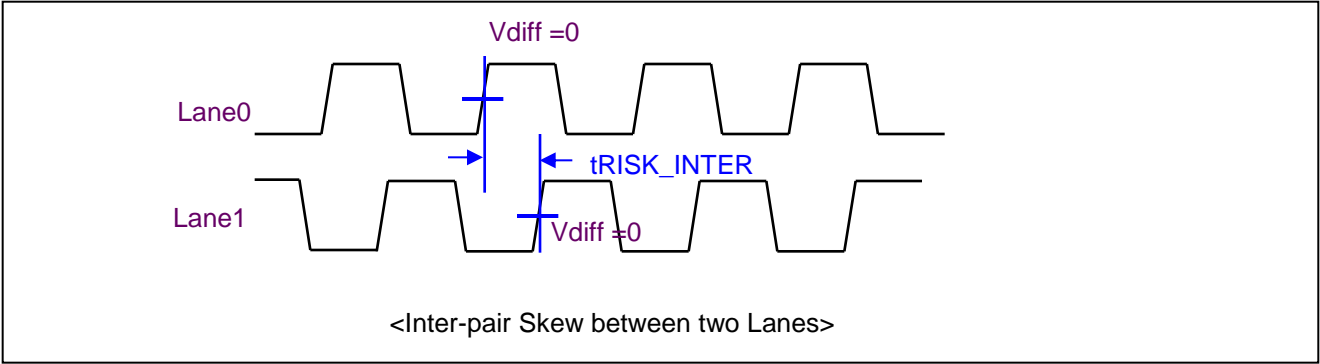 Vdiff =0
Lane0
tRISK_INTER
Lane1
Vdiff =0
<Inter-pair Skew between two Lanes>